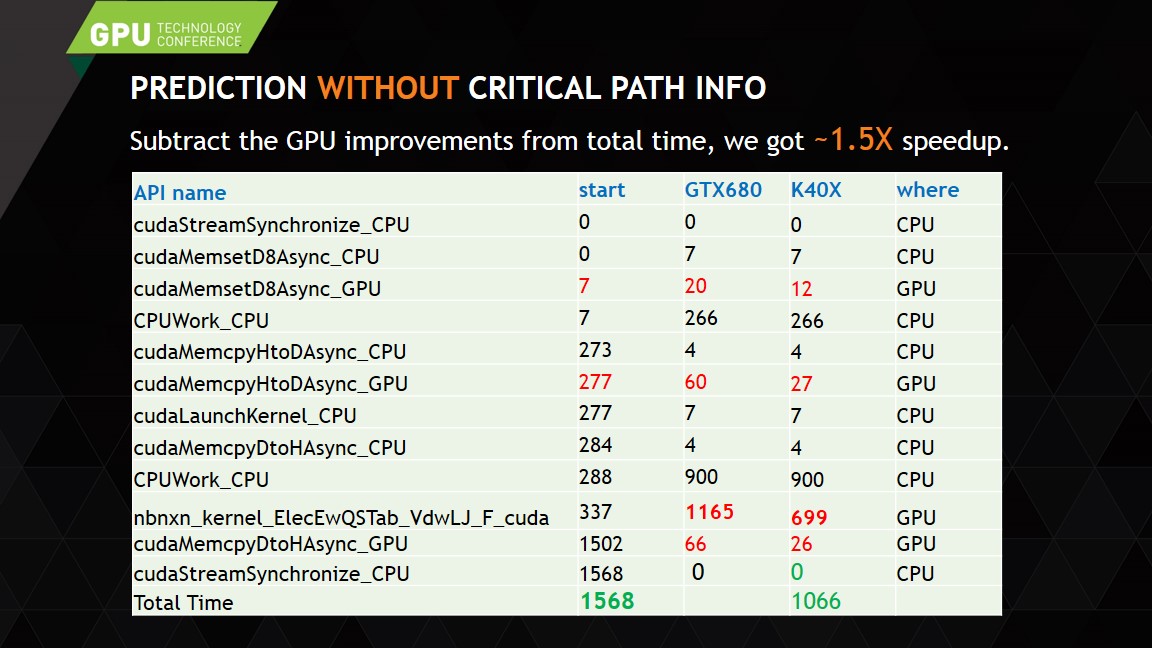 GPU TECHNOLOGY
CONFERENCE
PREDICTION WITHOUT CRITICAL PATH INFO
Subtract the GPU improvements from total time, we got ~1.5X speedup.
API name start GTX680 K40X where
cudaStreamSynchronize_CPU 0 0 0 CPU
cudaMemsetD8Async_CPU 0 7 7 CPU
cudaMemsetD8Async_GPU 7 20 12 GPU
CPUWork_CPU 7 266 266 CPU
cudaMemcpyHtoDAsync_CPU 273 4 4 CPU
cudaMemcpyHtoDAsync_GPU 277 60 27 GPU
cudaLaunchKernel_CPU 277 7 7 CPU
cudaMemcpyDtoHAsync_CPU 284 4 4 CPU
CPUWork_CPU 288 900 900 CPU
nbnxn_kernel_ElecEwQSTab_VdwLJ_F_cuda 337 1165 699 GPU
cudaMemcpyDtoHAsync_GPU 1502 66 26 GPU
cudaStreamSynchronize_CPU 1568 0 0 CPU
Total Time 1568 1066